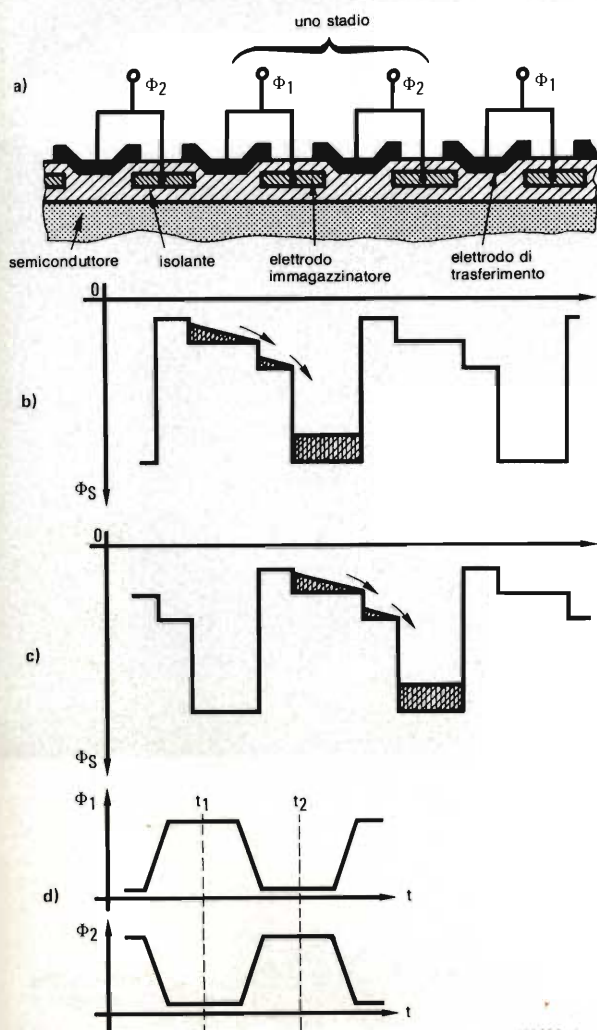 uno stadio
a)
Φ2 Φ1 Φ2 Φ1
semiconduttore
isolante
elettrodo
immagazzinatore
elettrodo di
trasferimento
0
b)
ΦS
0
c)
ΦS
Φ1
t1 t2
d)
t
Φ2
t